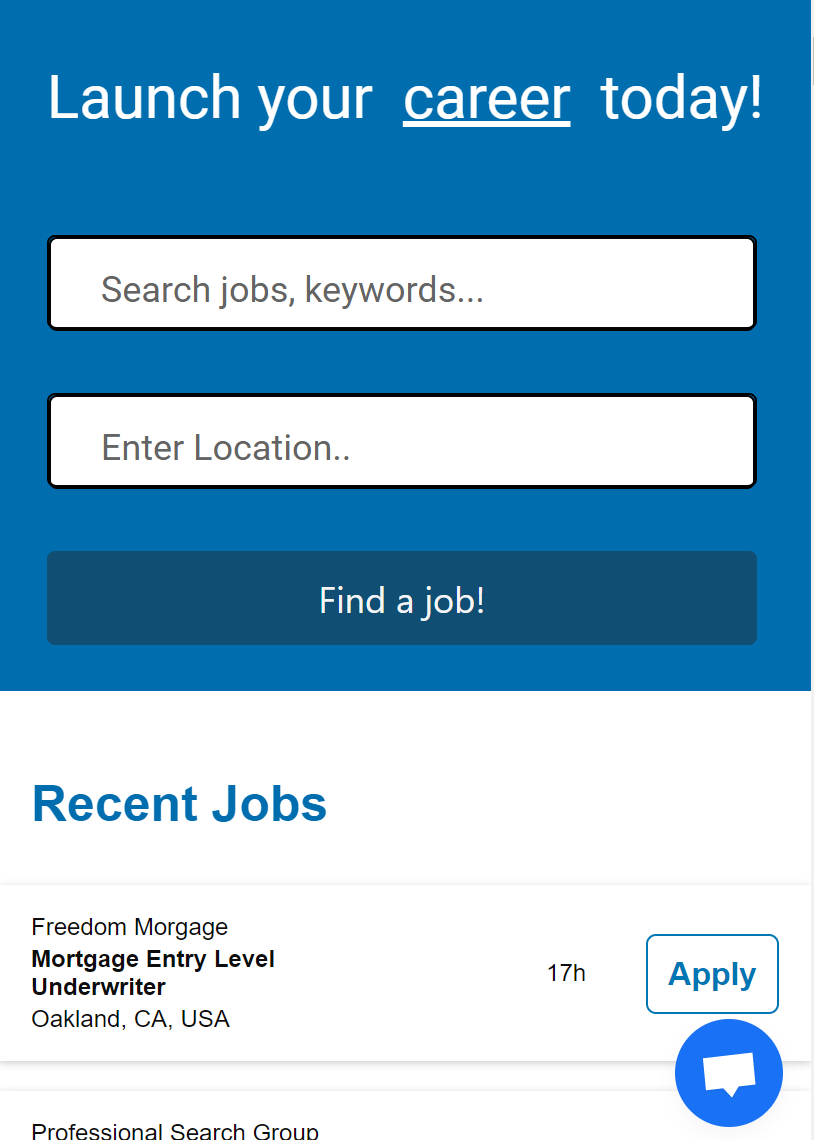 Launch your career today!
Search jobs, keywords...
Enter Location..
Find a job!
Recent Jobs
Freedom Morgage
Mortgage Entry Level
Underwriter
Oakland, CA, USA
17h
Apply
Professional Search Group